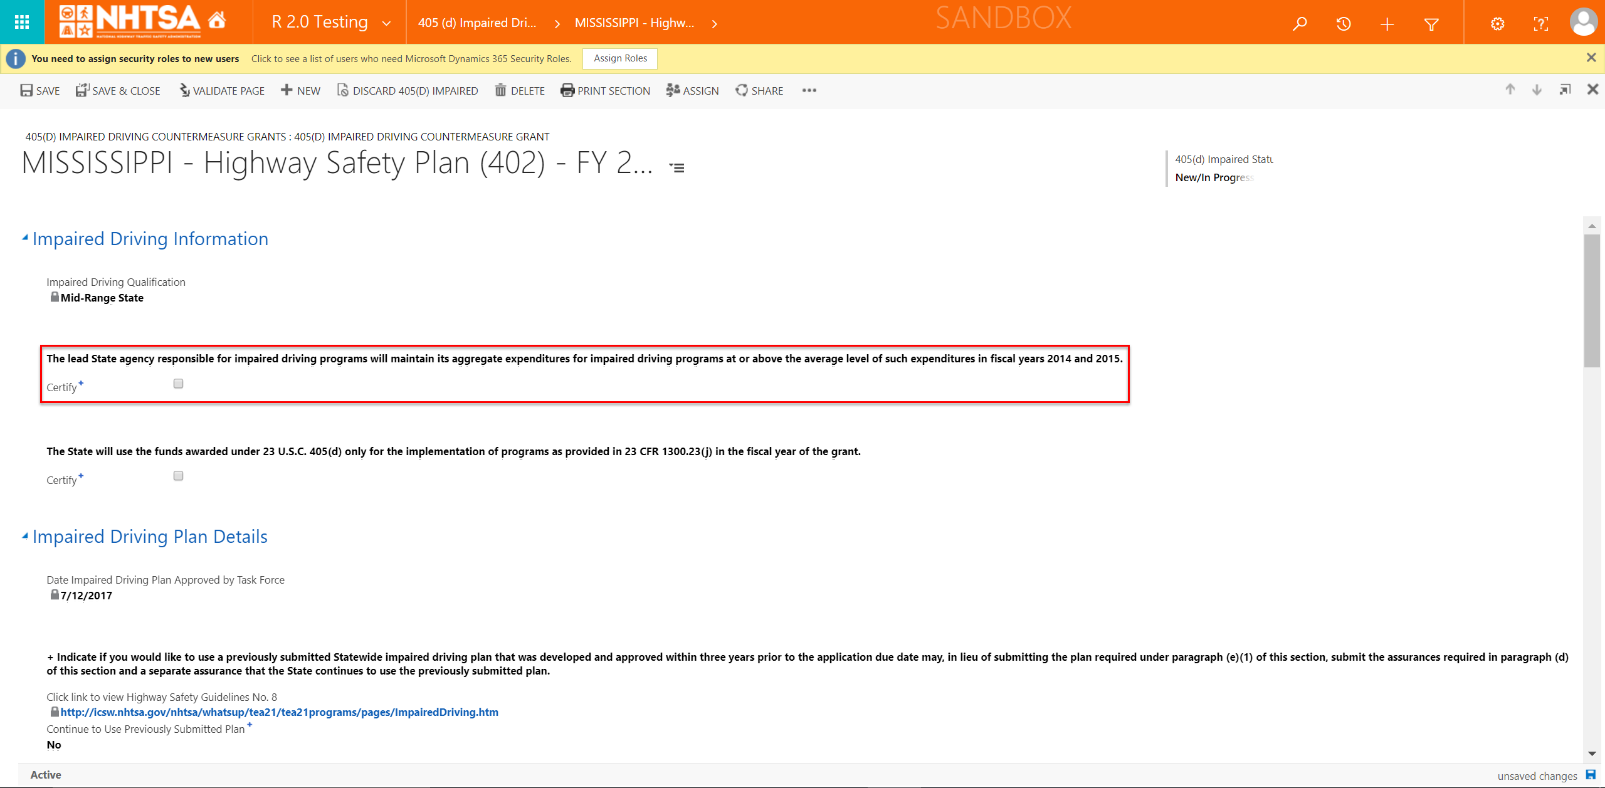 NHTSA
NATIONAL HIGHWAY TRAFFIC SAFETY ADMINISTRATION
R 2.0 Testing
405 (d) Impaired Dri...
MISSISSIPPI - Highw...
SANDBOX
You need to assign security roles to new users Click to see a list of users who need Microsoft Dynamics 365 Security Roles. Assign Roles
SAVE SAVE & CLOSE VALIDATE PAGE NEW DISCARD 405(D) IMPAIRED DELETE PRINT SECTION ASSIGN SHARE •••
405(D) IMPAIRED DRIVING COUNTERMEASURE GRANTS : 405(D) IMPAIRED DRIVING COUNTERMEASURE GRANT
MISSISSIPPI - Highway Safety Plan (402) - FY 2...
405(d) Impaired Statu
New/In Progress
Impaired Driving Information
Impaired Driving Qualification
Mid-Range State
The lead State agency responsible for impaired driving programs will maintain its aggregate expenditures for impaired driving programs at or above the average level of such expenditures in fiscal years 2014 and 2015.
Certify+
The State will use the funds awarded under 23 U.S.C. 405(d) only for the implementation of programs as provided in 23 CFR 1300.23(j) in the fiscal year of the grant.
Certify+
Impaired Driving Plan Details
Date Impaired Driving Plan Approved by Task Force
7/12/2017
+ Indicate if you would like to use a previously submitted Statewide impaired driving plan that was developed and approved within three years prior to the application due date may, in lieu of submitting the plan required under paragraph (e)(1) of this section, submit the assurances required in paragraph (d)
of this section and a separate assurance that the State continues to use the previously submitted plan.
Click link to view Highway Safety Guidelines No. 8
http://icsw.nhtsa.gov/nhtsa/whatsup/tea21/tea21programs/pages/ImpairedDriving.htm
Continue to Use Previously Submitted Plan +
No
Active
unsaved changes